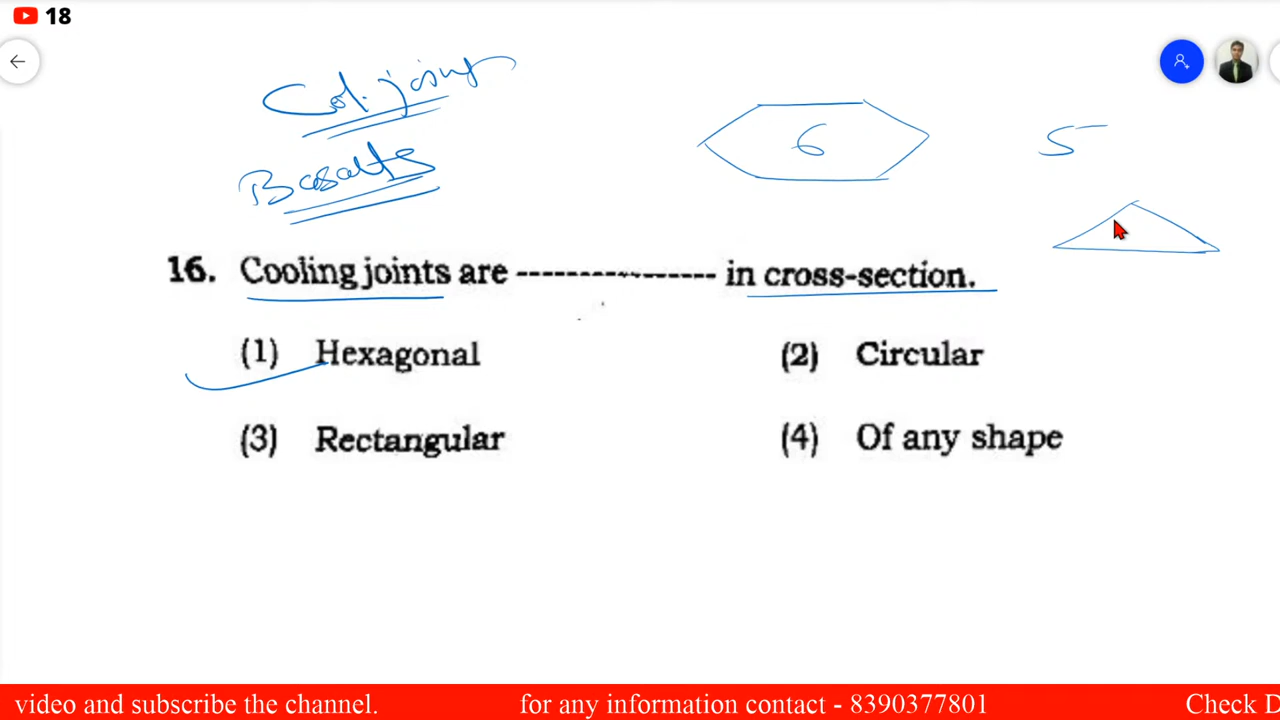 18
Col. joints
Basalts
6
5
16. Cooling joints are ---------------- in cross-section.
(1) Hexagonal (2) Circular
(3) Rectangular (4) Of any shape
video and subscribe the channel. for any information contact - 8390377801 Check D